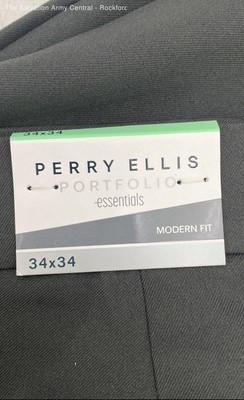 The Salvation Army Central - Rockford
34x34
PERRY ELLIS
PORTFOLIO
essentials
MODERN FIT
34x34